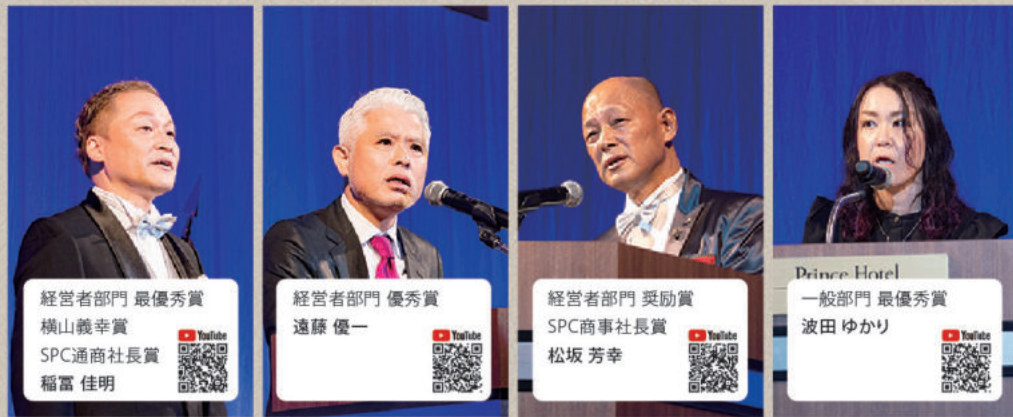 経営者部門 最優秀賞
横山義幸賞
SPC通商社長賞
稲冨 佳明
YouTube
経営者部門 優秀賞
遠藤 優一
YouTube
経営者部門 奨励賞
SPC商事社長賞
松坂 芳幸
YouTube
Prince Hotel
一般部門 最優秀賞
波田 ゆかり
YouTube